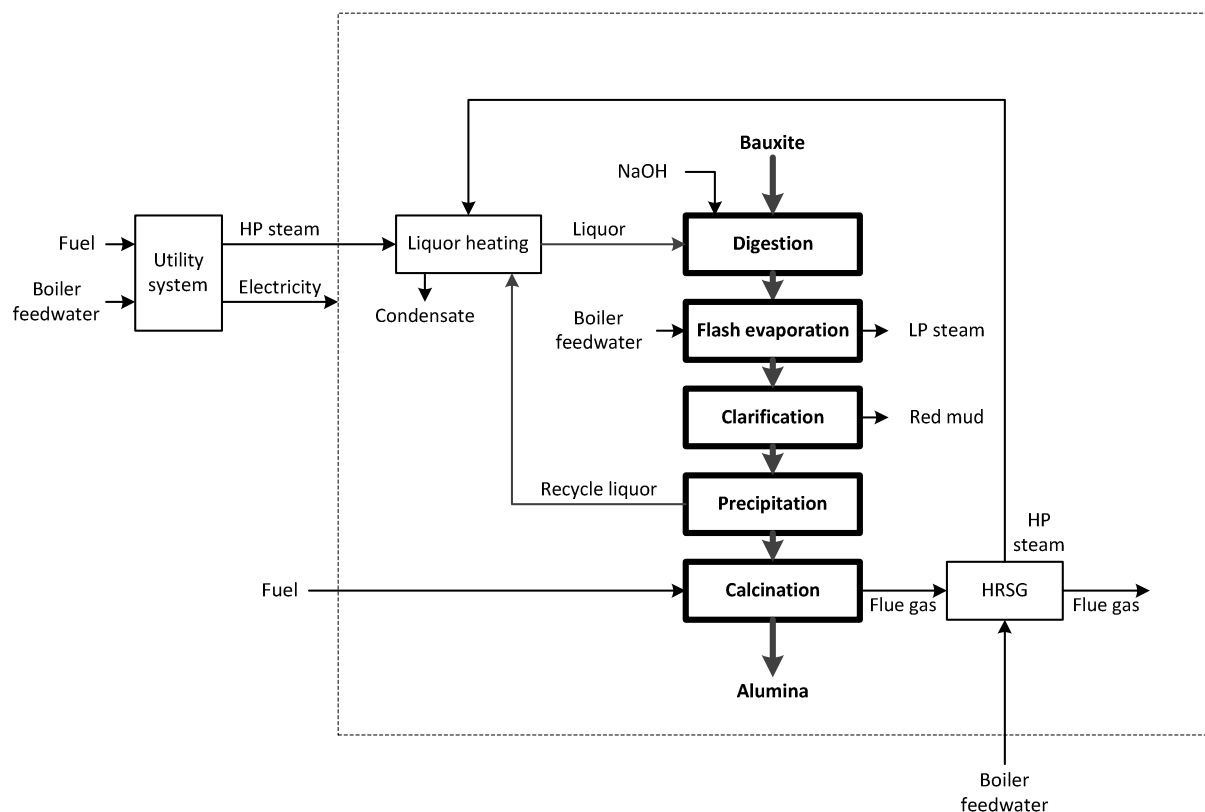 Bauxite
NaOH
HP steam
Liquor
Fuel
Utility
system
Liquor heating
Digestion
Electricity
Boiler
feedwater
Condensate
Boiler
feedwater
Flash evaporation
LP steam
Clarification
Red mud
Recycle liquor
Precipitation
HP
steam
Fuel
Calcination
Flue gas
HRSG
Flue gas
Alumina
Boiler
feedwater